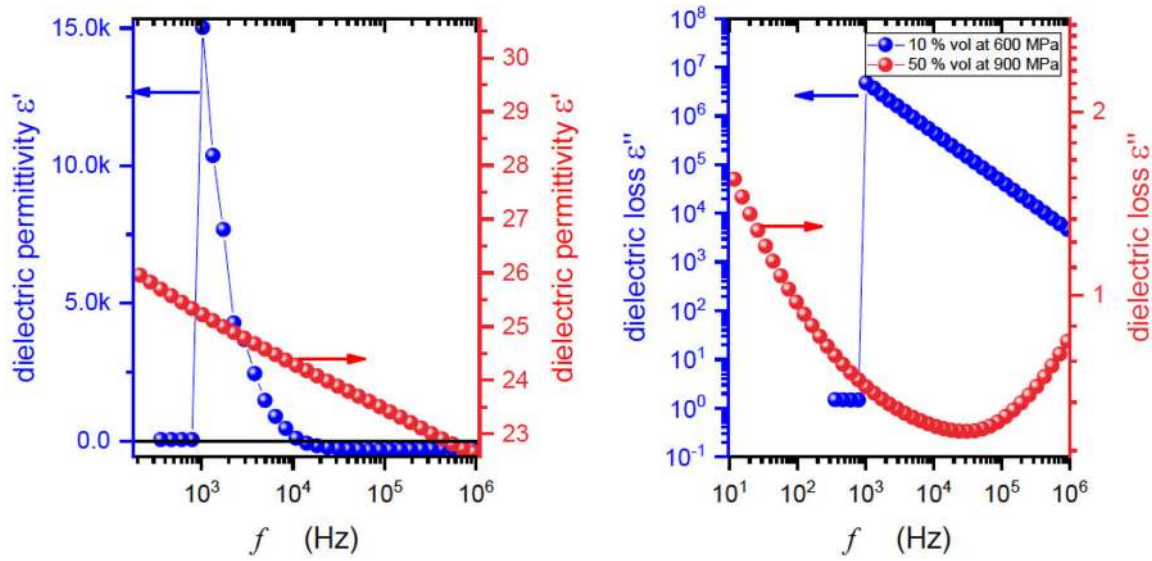 dielectric permittivity ε'
15.0k
10.0k
5.0k
0.0
30
29
28
27
26
25
24
23
dielectric permittivity ε'
10³ 10⁴ 10⁵ 10⁶
f (Hz)
dielectric loss ε''
10⁸
10⁷
10⁶
10⁵
10⁴
10³
10²
10¹
10⁰
10⁻¹
10 % vol at 600 MPa
50 % vol at 900 MPa
2
1
dielectric loss ε''
10¹ 10² 10³ 10⁴ 10⁵ 10⁶
f (Hz)